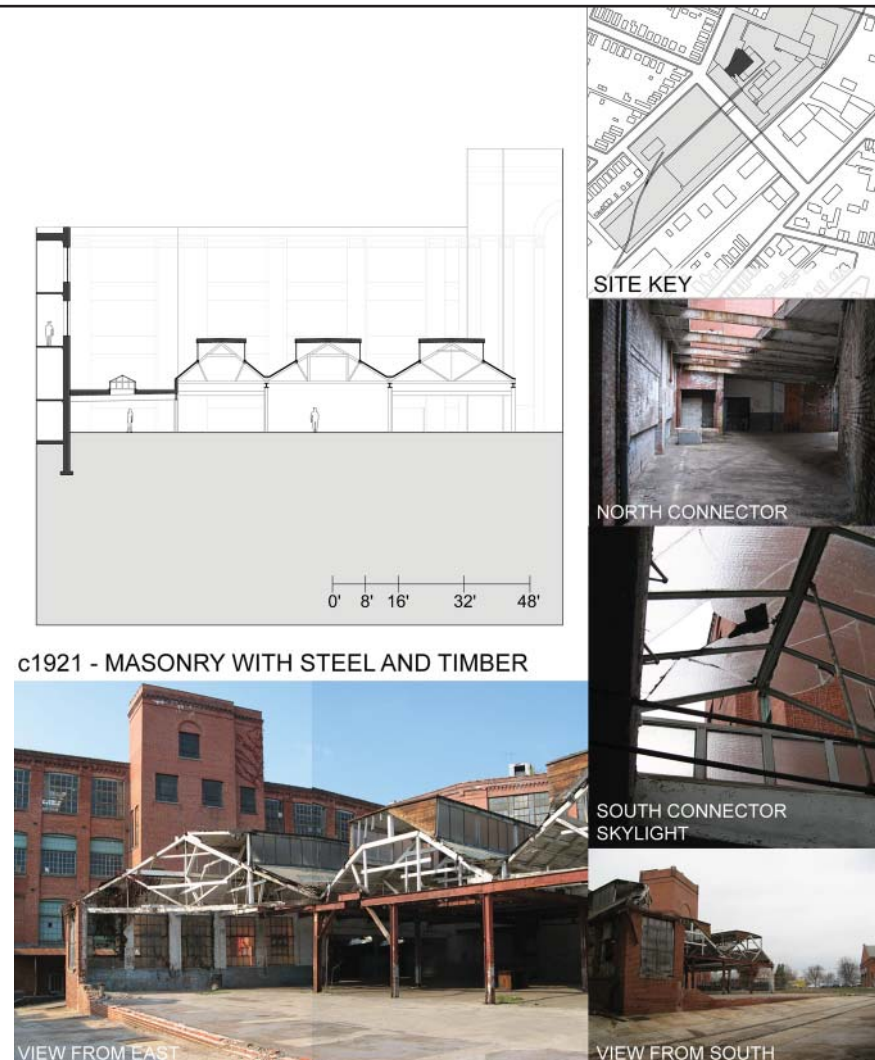 SITE KEY
NORTH CONNECTOR
0' 8' 16' 32' 48'
c1921 - MASONRY WITH STEEL AND TIMBER
SOUTH CONNECTOR
SKYLIGHT
VIEW FROM EAST
VIEW FROM SOUTH